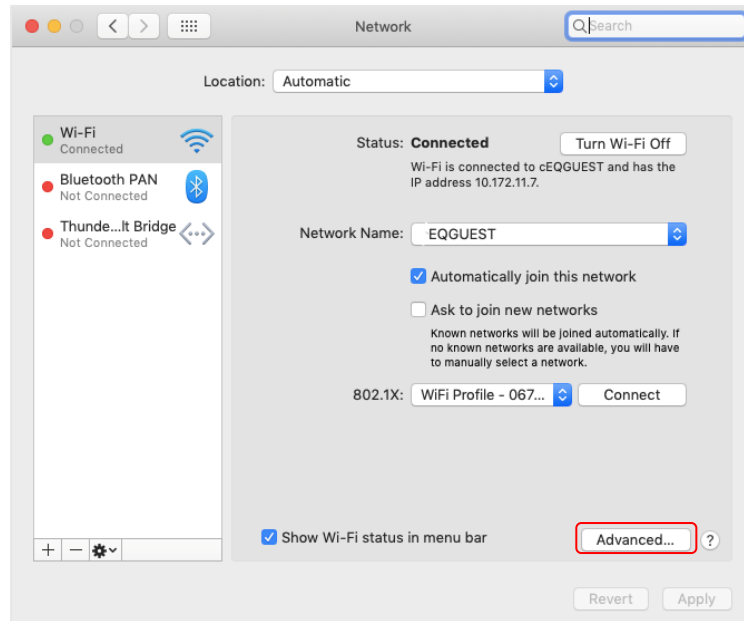 Network
Search
Location: Automatic
Wi-Fi
Connected
Bluetooth PAN
Not Connected
Thunde...lt Bridge
Not Connected
Status: Connected
Turn Wi-Fi Off
Wi-Fi is connected to cEQGUEST and has the
IP address 10.172.11.7.
Network Name: EQGUEST
Automatically join this network
Ask to join new networks
Known networks will be joined automatically. If
no known networks are available, you will have
to manually select a network.
802.1X: WiFi Profile - 067... Connect
Show Wi-Fi status in menu bar
Advanced... ?
Revert Apply